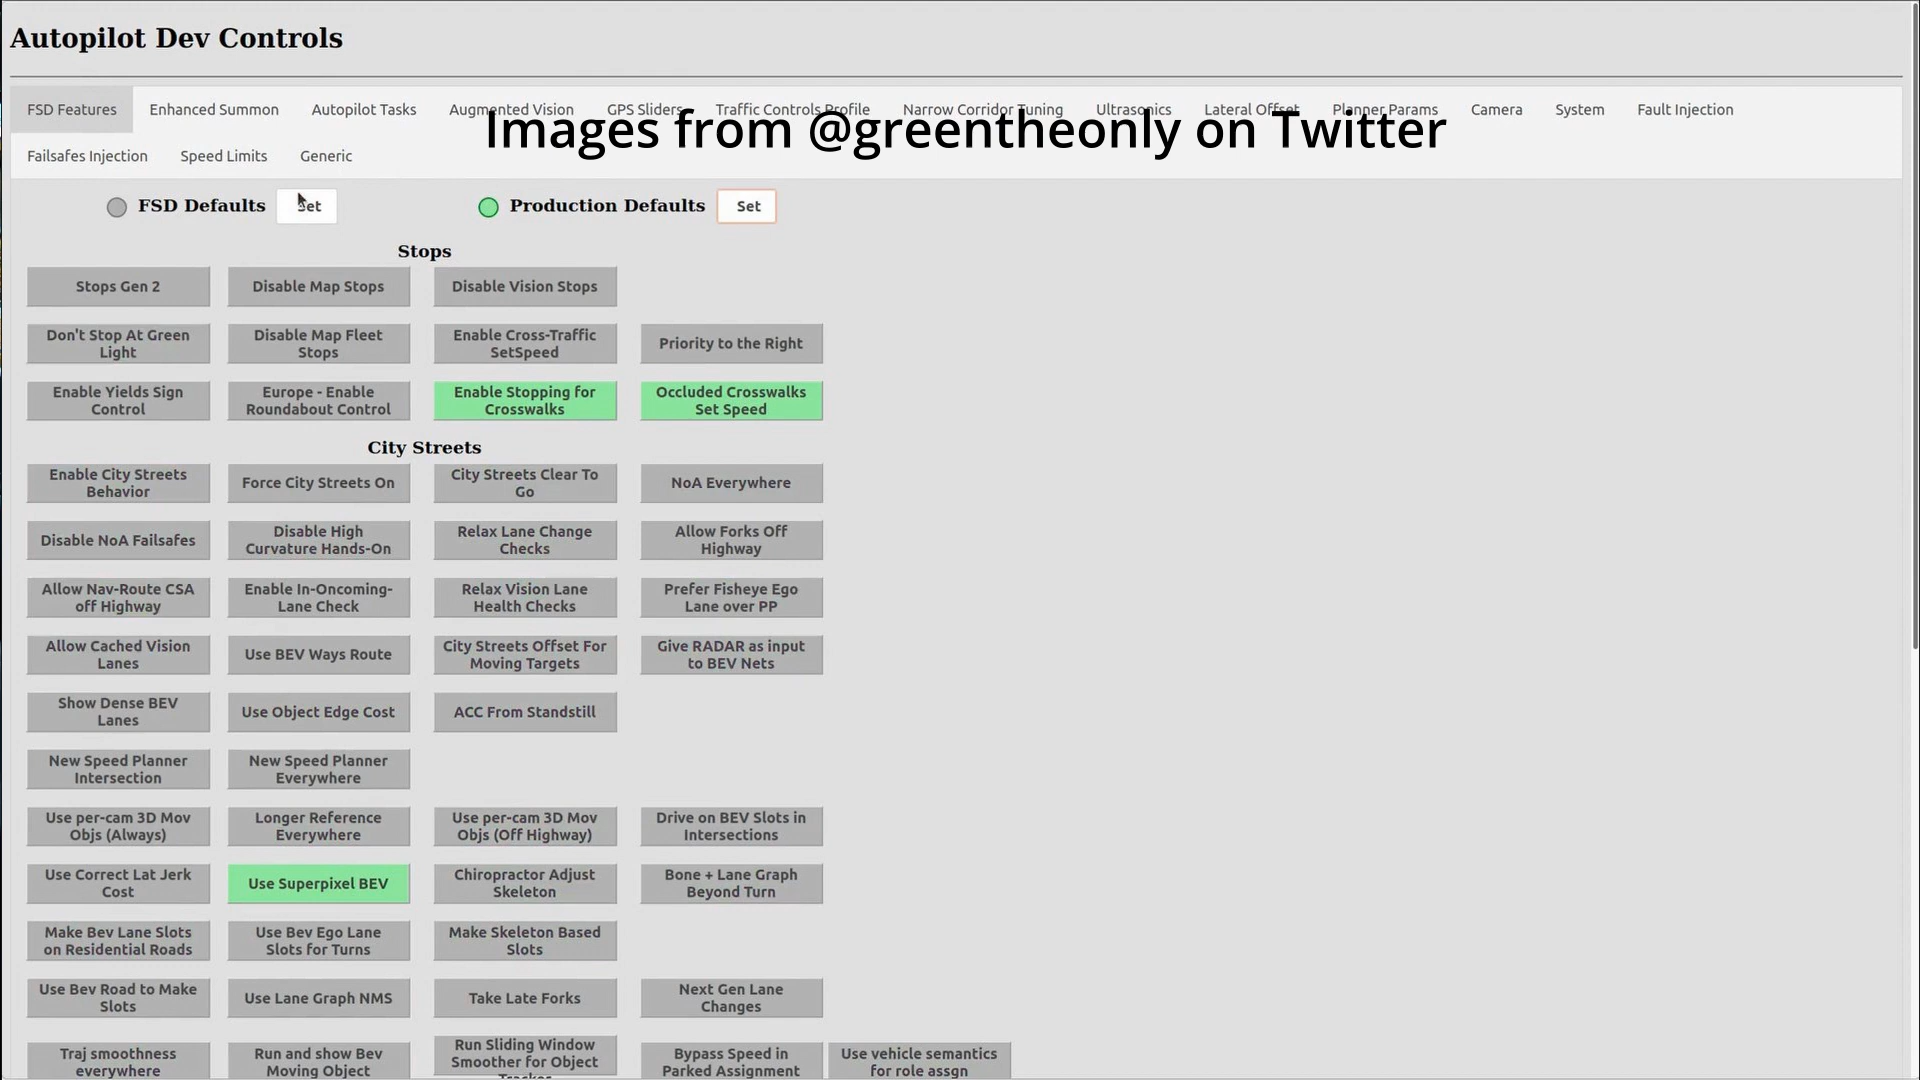 Autopilot Dev Controls
FSD Features Enhanced Summon Autopilot Tasks Augmented Vision GPS Sliders Traffic Controls Profile Narrow Corridor Tuning Ultrasonics Lateral Offset Planner Params Camera System Fault Injection
Images from @greentheonly on Twitter
Failsafes Injection Speed Limits Generic
FSD Defaults Set Production Defaults Set
Stops
Stops Gen 2 Disable Map Stops Disable Vision Stops
Don't Stop At Green Disable Map Fleet Enable Cross-Traffic Priority to the Right
Light Stops SetSpeed
Enable Yields Sign Europe - Enable Enable Stopping for Occluded Crosswalks
Control Roundabout Control Crosswalks Set Speed
City Streets
Enable City Streets Force City Streets On City Streets Clear To NoA Everywhere
Behavior Go
Disable NoA Failsafes Disable High Relax Lane Change Allow Forks Off
Curvature Hands-On Checks Highway
Allow Nav-Route CSA Enable In-Oncoming- Relax Vision Lane Prefer Fisheye Ego
off Highway Lane Check Health Checks Lane over PP
Allow Cached Vision Use BEV Ways Route City Streets Offset For Give RADAR as input
Lanes Moving Targets to BEV Nets
Show Dense BEV Use Object Edge Cost ACC From Standstill
Lanes
New Speed Planner New Speed Planner
Intersection Everywhere
Use per-cam 3D Mov Longer Reference Use per-cam 3D Mov Drive on BEV Slots in
Objs (Always) Everywhere Objs (Off Highway) Intersections
Use Correct Lat Jerk Use Superpixel BEV Chiropractor Adjust Bone + Lane Graph
Cost Skeleton Beyond Turn
Make Bev Lane Slots Use Bev Ego Lane Make Skeleton Based
on Residential Roads Slots for Turns Slots
Use Bev Road to Make Use Lane Graph NMS Take Late Forks Next Gen Lane
Slots Changes
Traj smoothness Run and show Bev Run Sliding Window Bypass Speed in Use vehicle semantics
everywhere Moving Object Smoother for Object Parked Assignment for role assgn
Tracker